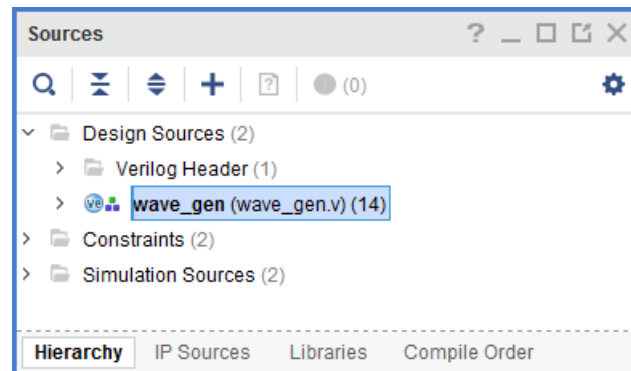 Sources
(0)
Design Sources (2)
Verilog Header (1)
wave_gen (wave_gen.v) (14)
Constraints (2)
Simulation Sources (2)
Hierarchy IP Sources Libraries Compile Order